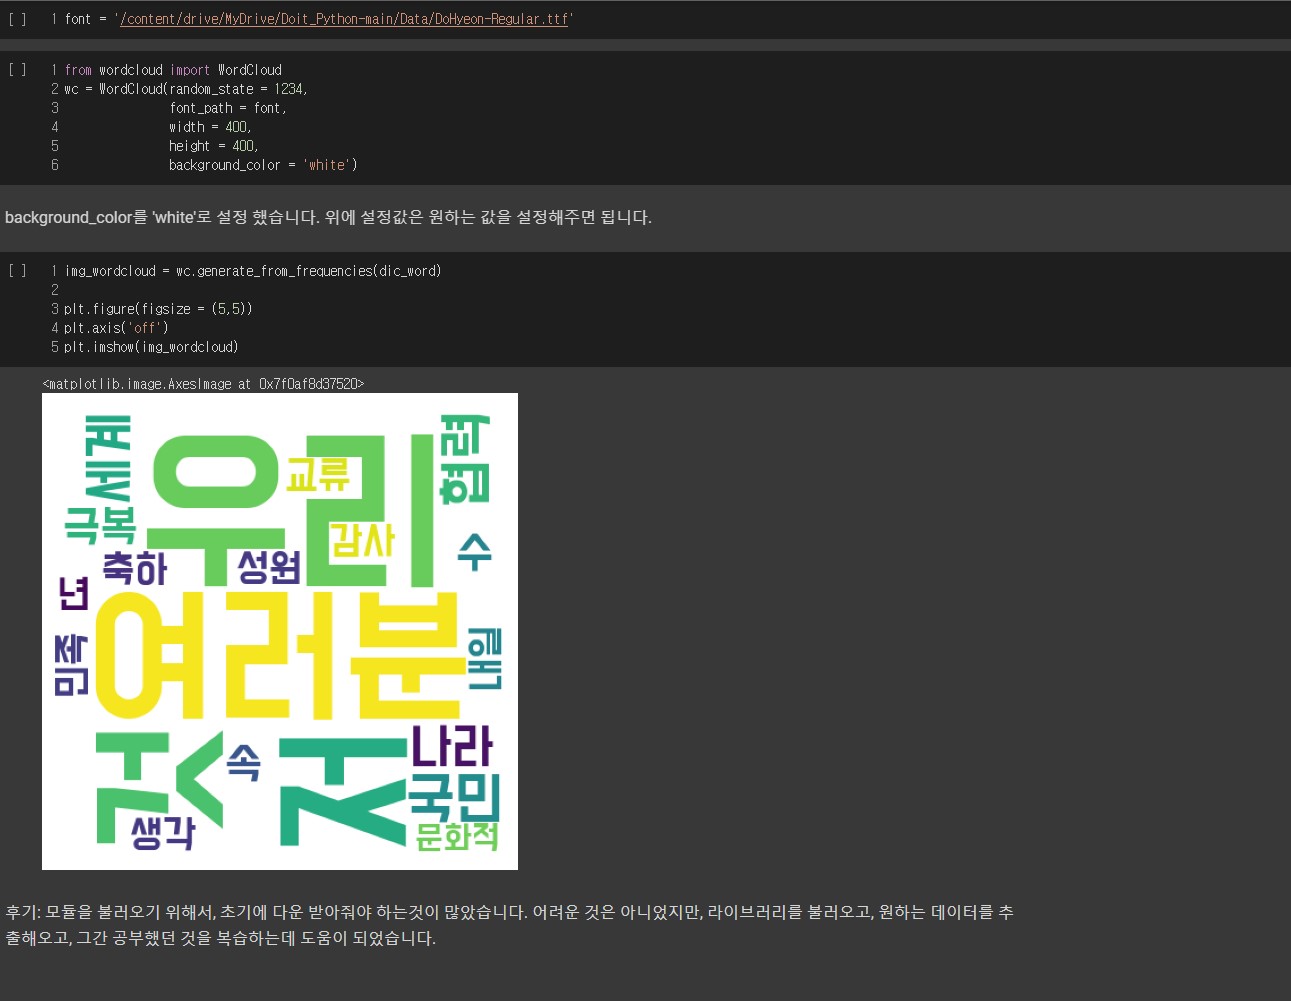 [ ] 1 font = '/content/drive/MyDrive/Doit_Python-main/Data/DoHyeon-Regular.ttf'
[ ] 1 from wordcloud import WordCloud
2 wc = WordCloud(random_state = 1234,
3 font_path = font,
4 width = 400,
5 height = 400,
6 background_color = 'white')
background_color를 'white'로 설정 했습니다. 위에 설정값은 원하는 값을 설정해주면 됩니다.
[ ] 1 img_wordcloud = wc.generate_from_frequencies(dic_word)
2
3 plt.figure(figsize = (5,5))
4 plt.axis('off')
5 plt.imshow(img_wordcloud)
<matplotlib.image.AxesImage at 0x7f0af8d37520>
세계
우리
교류
협력
극복
감사
수
축하
성원
년
여러분
민족
내일
것
속
저
나라
국민
생각
문화적
후기: 모듈을 불러오기 위해서, 초기에 다운 받아줘야 하는것이 많았습니다. 어려운 것은 아니었지만, 라이브러리를 불러오고, 원하는 데이터를 추
출해오고, 그간 공부했던 것을 복습하는데 도움이 되었습니다.